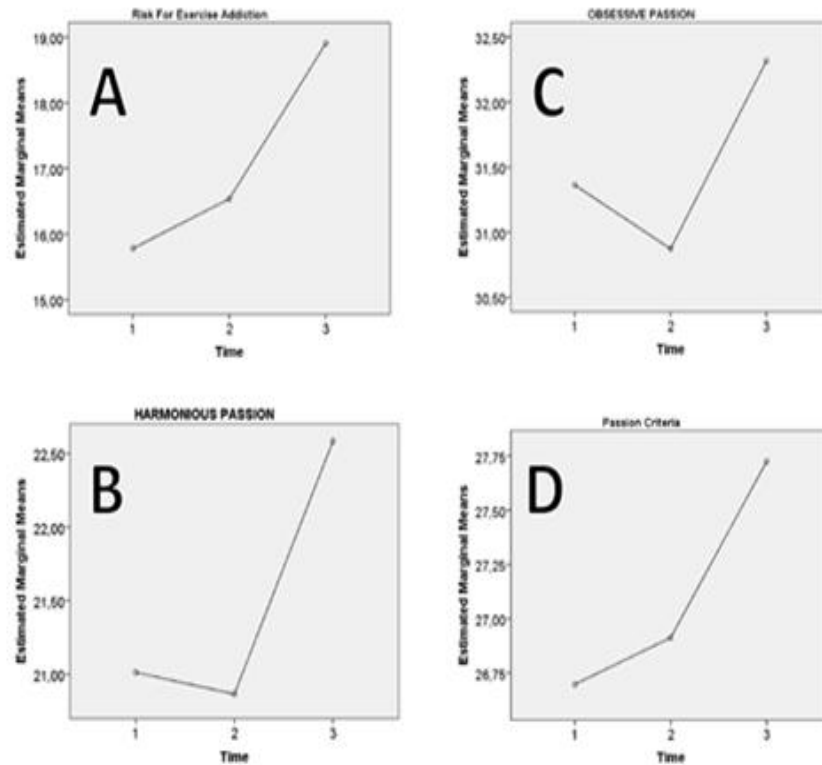 Risk For Exercise Addiction
A
Estimated Marginal Means
19,00
18,00
17,00
16,00
15,00
1 2 3
Time
OBSESSIVE PASSION
C
Estimated Marginal Means
32,50
32,00
31,50
31,00
30,50
1 2 3
Time
HARMONIOUS PASSION
B
Estimated Marginal Means
22,50
22,00
21,50
21,00
1 2 3
Time
Passion Criteria
D
Estimated Marginal Means
27,75
27,50
27,25
27,00
26,75
1 2 3
Time